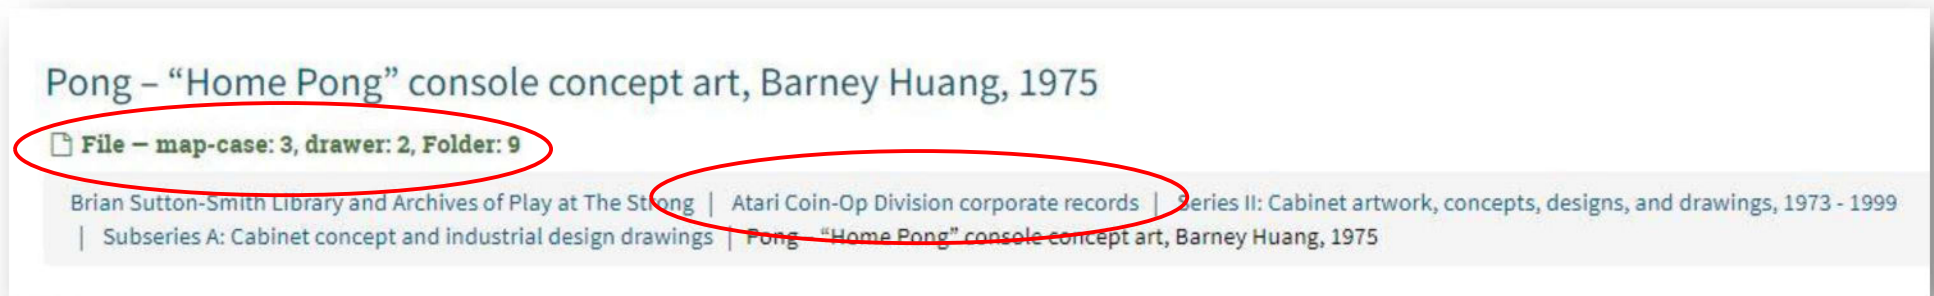 Pong – “Home Pong” console concept art, Barney Huang, 1975
File — map-case: 3, drawer: 2, Folder: 9
Brian Sutton-Smith Library and Archives of Play at The Strong | Atari Coin-Op Division corporate records | Series II: Cabinet artwork, concepts, designs, and drawings, 1973 - 1999
| Subseries A: Cabinet concept and industrial design drawings | Pong – “Home Pong” console concept art, Barney Huang, 1975